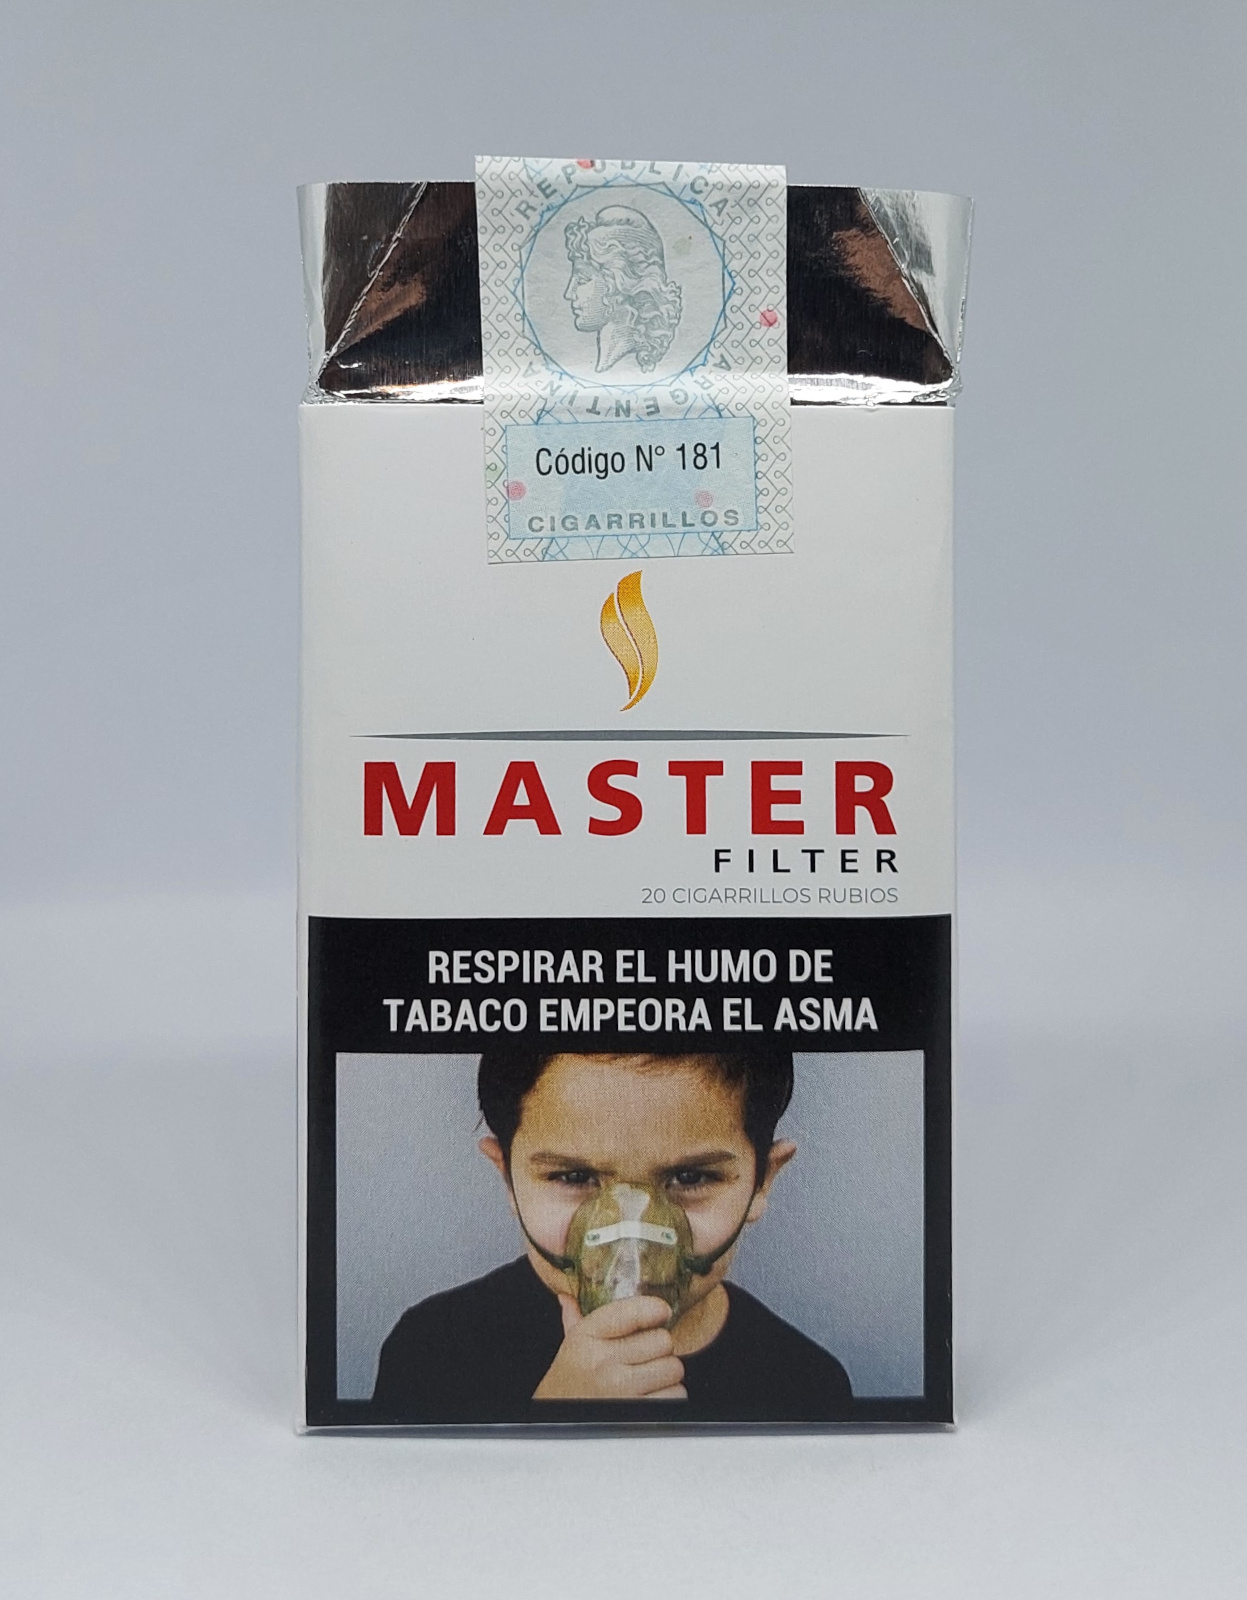 REPUBLICA
ARGENTINA
Código N° 181
CIGARRILLOS
MASTER
FILTER
20 CIGARRILLOS RUBIOS
RESPIRAR EL HUMO DE
TABACO EMPEORA EL ASMA